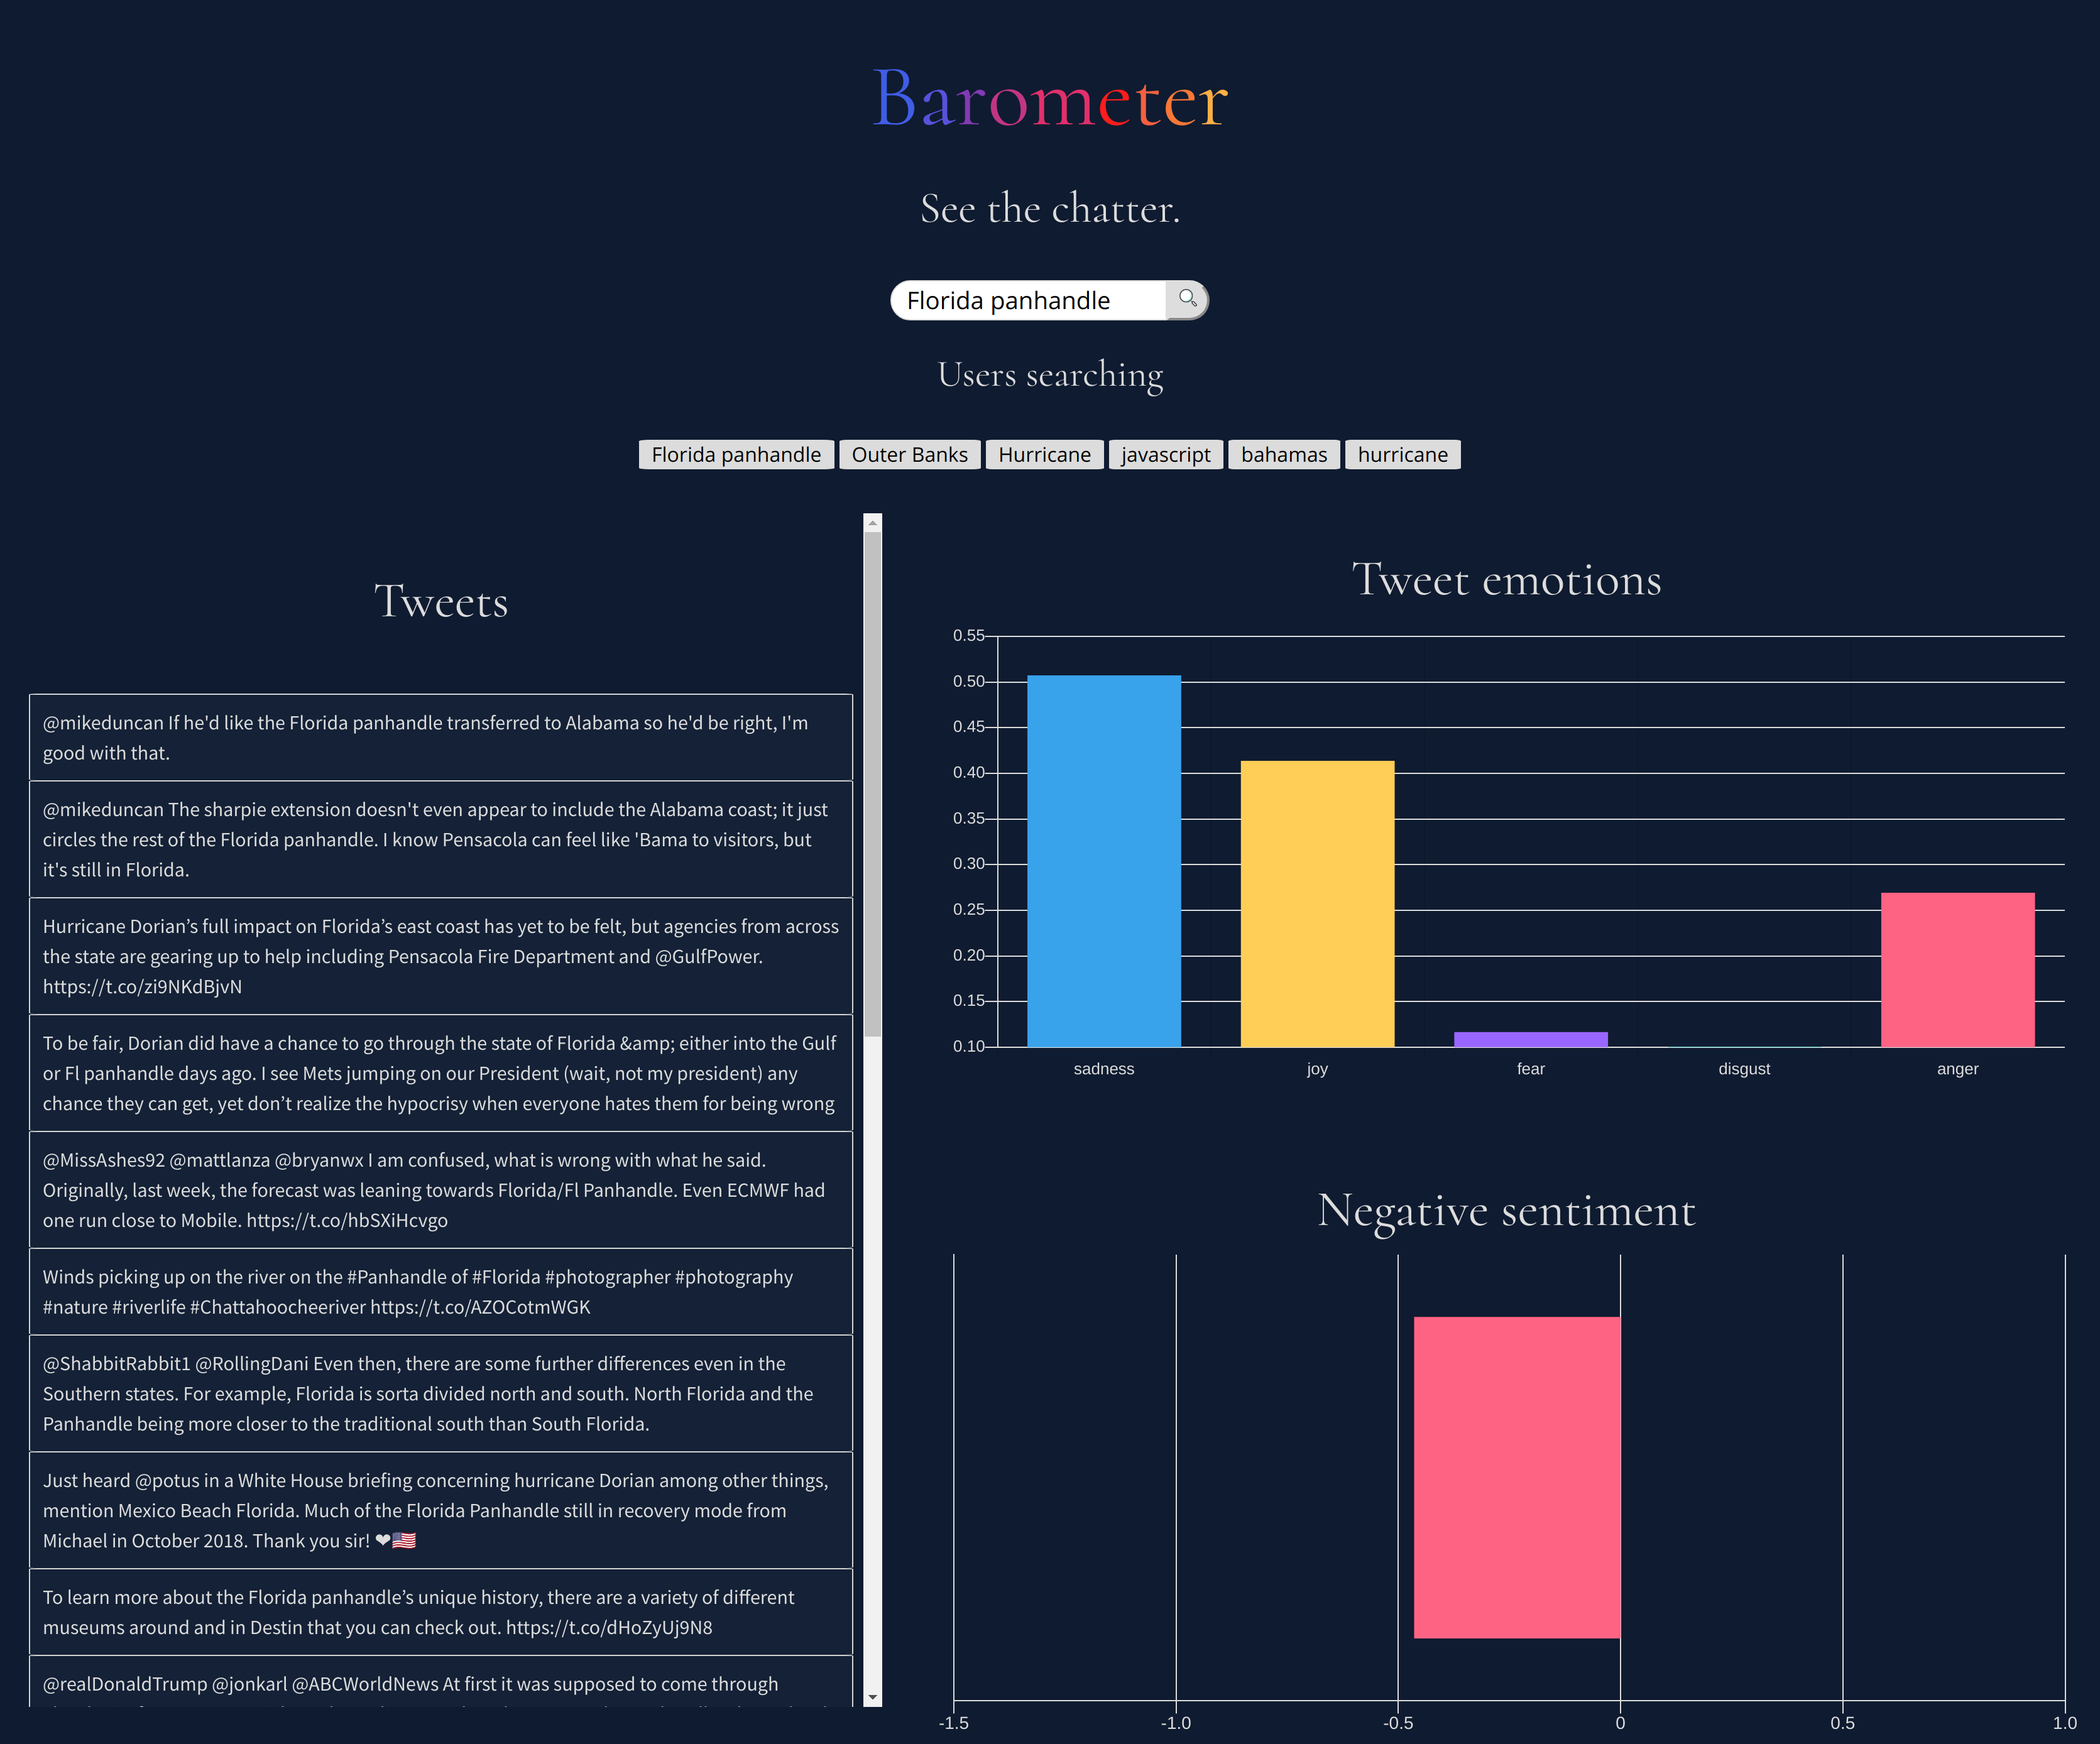 Barometer
See the chatter.
Florida panhandle
Users searching
Florida panhandle Outer Banks Hurricane javascript bahamas hurricane
Tweets
@mikeduncan If he'd like the Florida panhandle transferred to Alabama so he'd be right, I'm
good with that.
@mikeduncan The sharpie extension doesn't even appear to include the Alabama coast; it just
circles the rest of the Florida panhandle. I know Pensacola can feel like 'Bama to visitors, but
it's still in Florida.
Hurricane Dorian’s full impact on Florida’s east coast has yet to be felt, but agencies from across
the state are gearing up to help including Pensacola Fire Department and @GulfPower.
https://t.co/zi9NKdBjvN
To be fair, Dorian did have a chance to go through the state of Florida &amp; either into the Gulf
or Fl panhandle days ago. I see Mets jumping on our President (wait, not my president) any
chance they can get, yet don’t realize the hypocrisy when everyone hates them for being wrong
@MissAshes92 @mattlanza @bryanwx I am confused, what is wrong with what he said.
Originally, last week, the forecast was leaning towards Florida/Fl Panhandle. Even ECMWF had
one run close to Mobile. https://t.co/hbSXiHcvgo
Winds picking up on the river on the #Panhandle of #Florida #photographer #photography
#nature #riverlife #Chattahoocheeriver https://t.co/AZOCotmWGK
@ShabbitRabbit1 @RollingDani Even then, there are some further differences even in the
Southern states. For example, Florida is sorta divided north and south. North Florida and the
Panhandle being more closer to the traditional south than South Florida.
Just heard @potus in a White House briefing concerning hurricane Dorian among other things,
mention Mexico Beach Florida. Much of the Florida Panhandle still in recovery mode from
Michael in October 2018. Thank you sir! ❤🇺🇸
To learn more about the Florida panhandle’s unique history, there are a variety of different
museums around and in Destin that you can check out. https://t.co/dHoZyUj9N8
@realDonaldTrump @jonkarl @ABCWorldNews At first it was supposed to come through
Tweet emotions
0.55
0.50
0.45
0.40
0.35
0.30
0.25
0.20
0.15
0.10
sadness joy fear disgust anger
Negative sentiment
-1.5 -1.0 -0.5 0 0.5 1.0